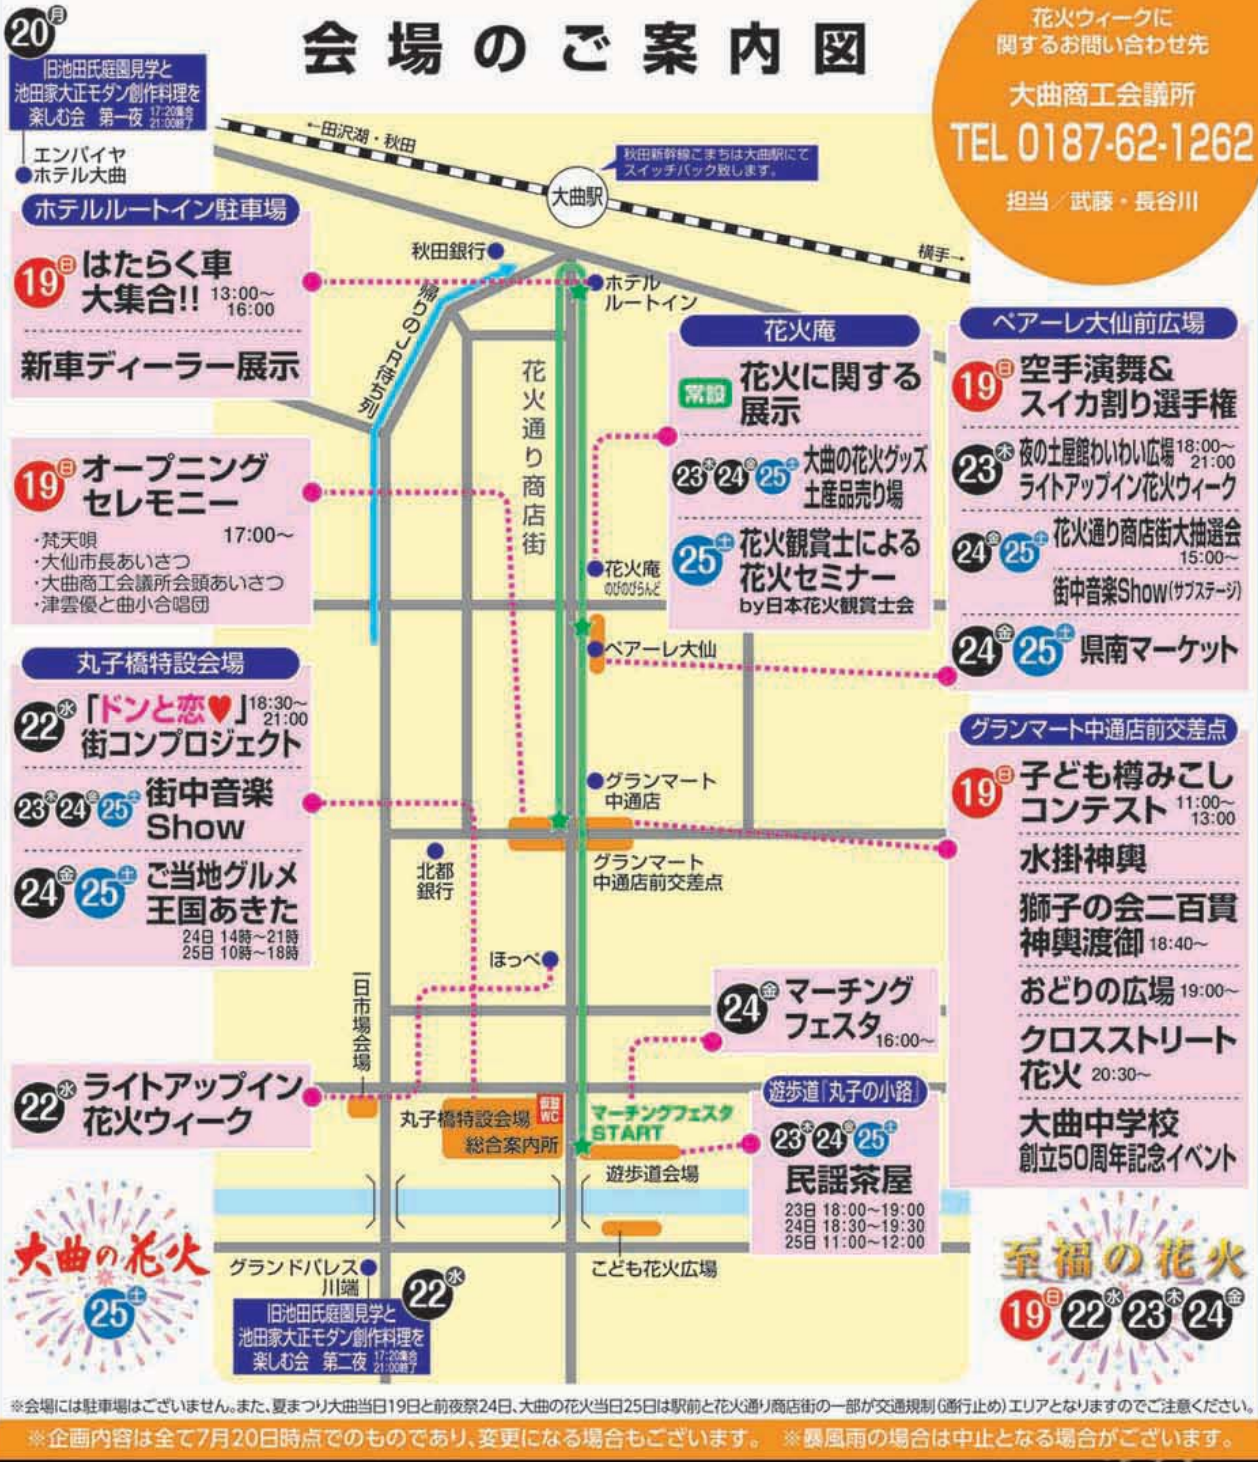 会場のご案内図
花火ウィークに
関するお問い合わせ先
大曲商工会議所
TEL 0187-62-1262
担当／武藤・長谷川
20月
旧池田氏庭園見学と
池田家大正モダン創作料理を
楽しむ会 第一夜 17:20集合 21:00終了
エンパイヤ
ホテル大曲
←田沢湖・秋田
秋田新幹線こまちは大曲駅にて
スイッチバック致します。
大曲駅
横手→
ホテルルートイン駐車場
19日 はたらく車
大集合!! 13:00〜
16:00
新車ディーラー展示
秋田銀行
ホテル
ルートイン
帰りのJR待ち列
花火通り商店街
19日 オープニング
セレモニー
17:00〜
・梵天唄
・大仙市長あいさつ
・大曲商工会議所会頭あいさつ
・津雲優と曲小合唱団
花火庵
常設 花火に関する
展示
23木24金25土 大曲の花火グッズ
土産品売り場
25土 花火観賞士による
花火セミナー
by日本花火観賞士会
花火庵
のびのびらんど
ペアーレ大仙
ペアーレ大仙前広場
19日 空手演舞&
スイカ割り選手権
23木 夜の土屋館わいわい広場 18:00〜
21:00
ライトアップイン花火ウィーク
24金25土 花火通り商店街大抽選会
15:00〜
街中音楽Show(サブステージ)
24金25土 県南マーケット
丸子橋特設会場
22水 「ドンと恋♥」 18:30〜
21:00
街コンプロジェクト
23木24金25土 街中音楽
Show
24金25土 ご当地グルメ
王国あきた
24日 14時〜21時
25日 10時〜18時
グランマート
中通店
北都
銀行
グランマート
中通店前交差点
ほっぺ
グランマート中通店前交差点
19日 子ども樽みこし
コンテスト 11:00〜
13:00
水掛神輿
獅子の会二百貫
神輿渡御 18:40〜
おどりの広場 19:00〜
クロスストリート
花火 20:30〜
大曲中学校
創立50周年記念イベント
24金 マーチング
フェスタ 16:00〜
一日市場会場
22水 ライトアップイン
花火ウィーク
丸子橋特設会場
仮設
WC
総合案内所
マーチングフェスタ
START
遊歩道会場
遊歩道『丸子の小路』
23木24金25土
民謡茶屋
23日 18:00〜19:00
24日 18:30〜19:30
25日 11:00〜12:00
こども花火広場
グランドパレス
川端
22水
旧池田氏庭園見学と
池田家大正モダン創作料理を
楽しむ会 第二夜 17:20集合 21:00終了
大曲の花火
25土
至福の花火
19日22水23木24金
※会場には駐車場はございません。また、夏まつり大曲当日19日と前夜祭24日、大曲の花火当日25日は駅前と花火通り商店街の一部が交通規制（通行止め）エリアとなりますのでご注意ください。
※企画内容は全て7月20日時点でのものであり、変更になる場合もございます。 ※暴風雨の場合は中止となる場合がございます。